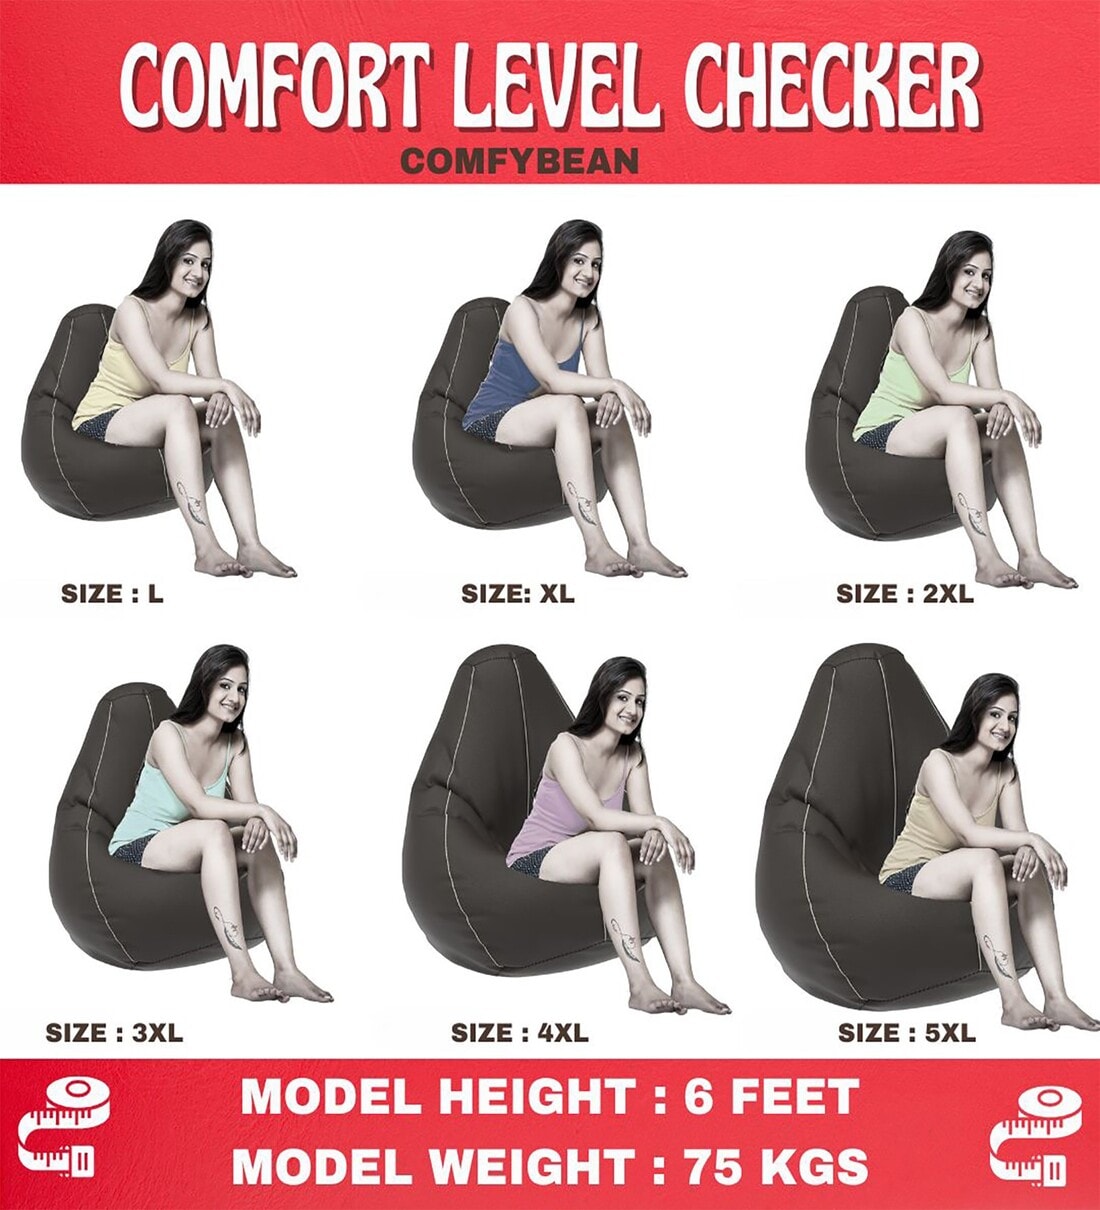 COMFORT LEVEL CHECKER
COMFYBEAN
SIZE : L
SIZE: XL
SIZE : 2XL
SIZE : 3XL
SIZE : 4XL
SIZE : 5XL
MODEL HEIGHT : 6 FEET
MODEL WEIGHT : 75 KGS